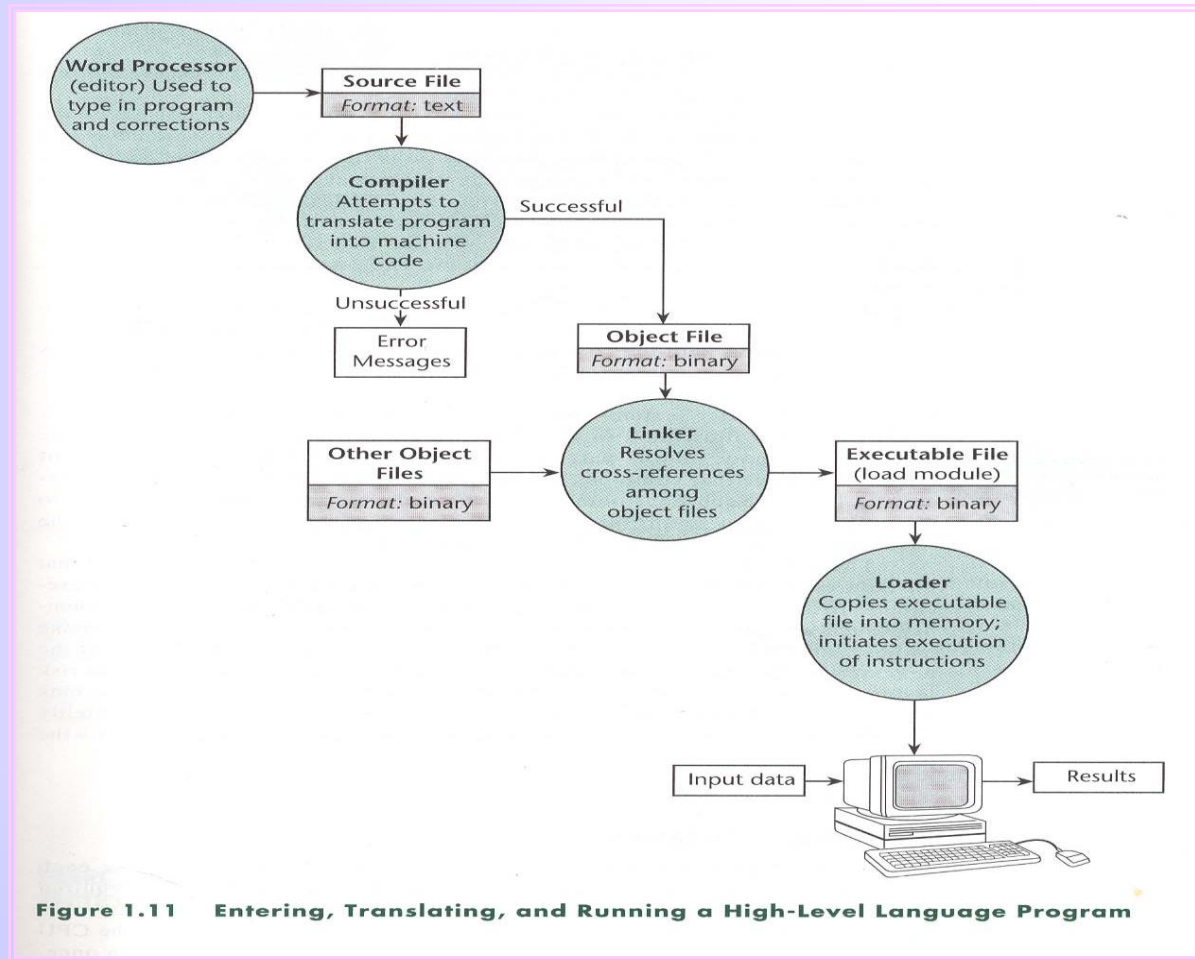 Word Processor
(editor) Used to
type in program
and corrections
Source File
Format: text
Compiler
Attempts to
translate program
into machine
code
Successful
Unsuccessful
Error
Messages
Object File
Format: binary
Other Object
Files
Format: binary
Linker
Resolves
cross-references
among
object files
Executable File
(load module)
Format: binary
Loader
Copies executable
file into memory;
initiates execution
of instructions
Input data
Results
Figure 1.11 Entering, Translating, and Running a High-Level Language Program